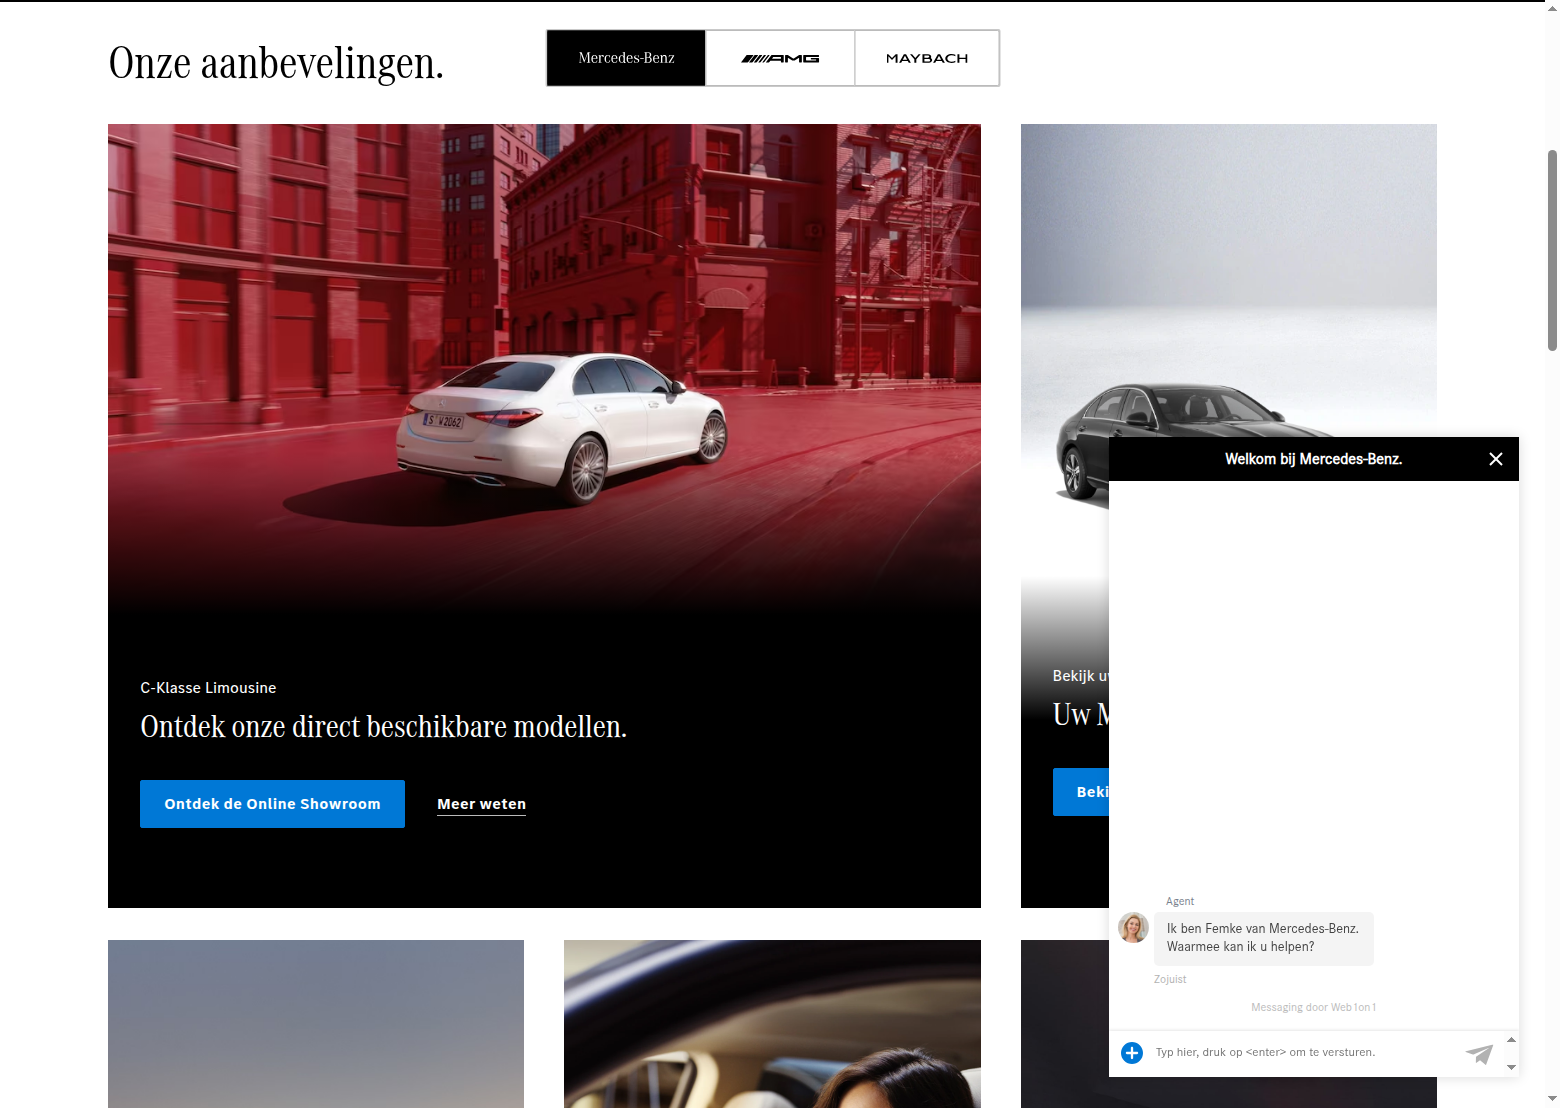 Onze aanbevelingen.
Mercedes-Benz
AMG
MAYBACH
S W 2062
C-Klasse Limousine
Ontdek onze direct beschikbare modellen.
Ontdek de Online Showroom
Meer weten
Bekijk
Uw
Welkom bij Mercedes-Benz.
Agent
Ik ben Femke van Mercedes-Benz.
Waarmee kan ik u helpen?
Zojuist
Messaging door Web1on1
Typ hier, druk op <enter> om te versturen.